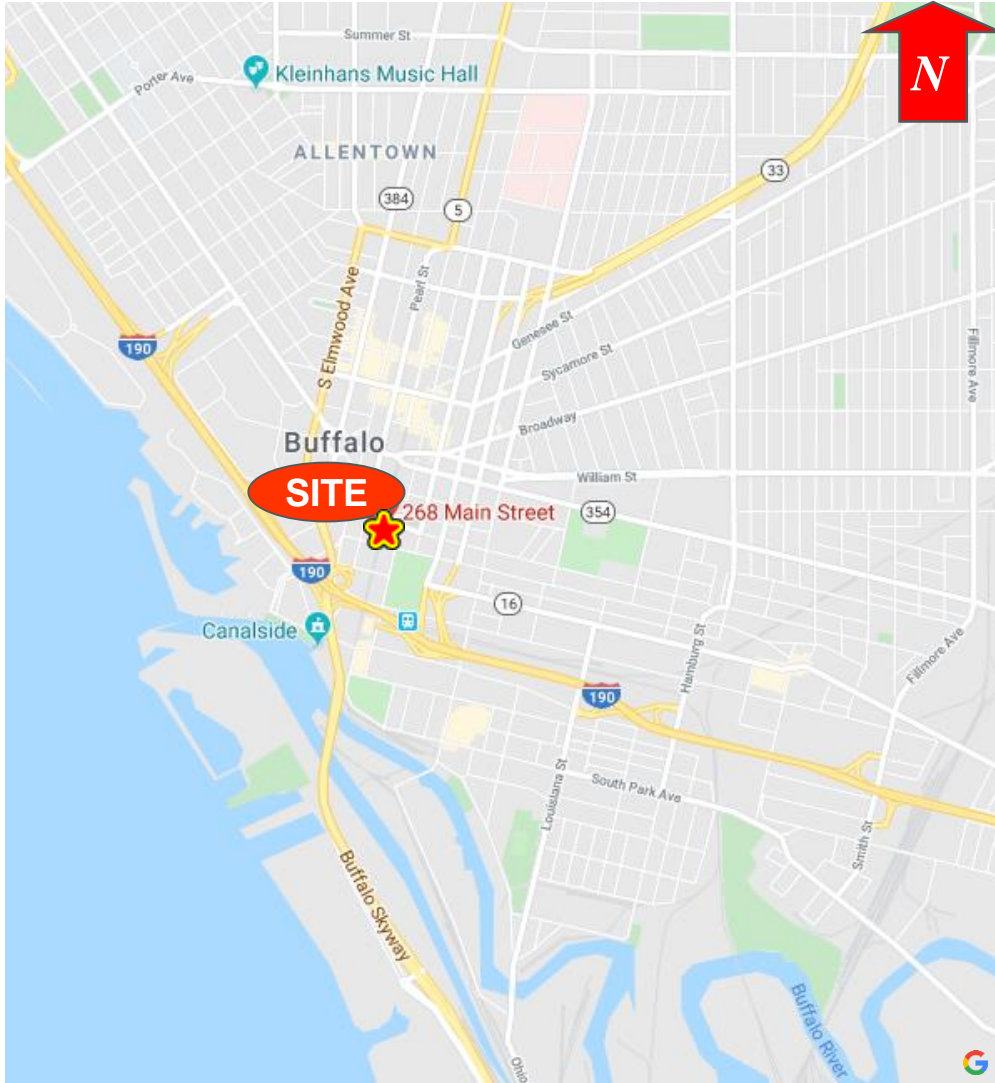 Summer St
N
Kleinhans Music Hall
Porter Ave
ALLENTOWN
33
384
5
Pearl St
S Elmwood Ave
Genesee St
190
Fillmore Ave
Sycamore St
Broadway
Buffalo
William St
SITE
268 Main Street
354
190
16
Canalside
Hamburg St
Fillmore Ave
190
South Park Ave
Louisiana St
Smith St
Buffalo Skyway
Buffalo River
Ohio
G